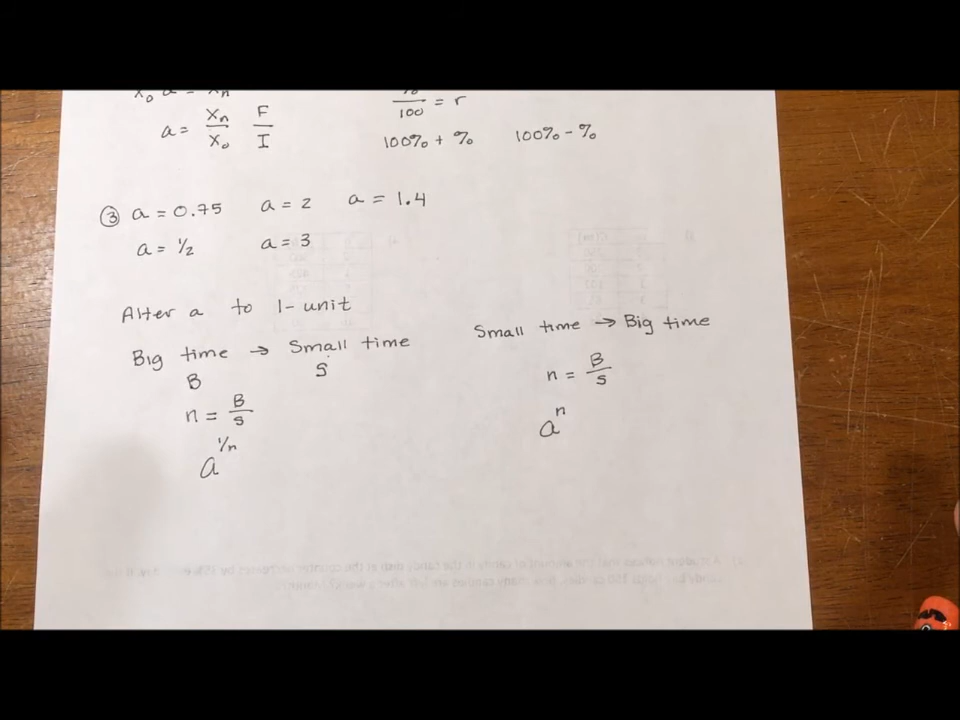 a = Xn/X₀ F/I
/100 = r
100% + % 100% - %
③ a = 0.75 a = 2 a = 1.4
a = 1/2 a = 3
Alter a to 1-unit
Big time → Small time
B S
n = B/S
a^1/n
Small time → Big time
n = B/S
a^n